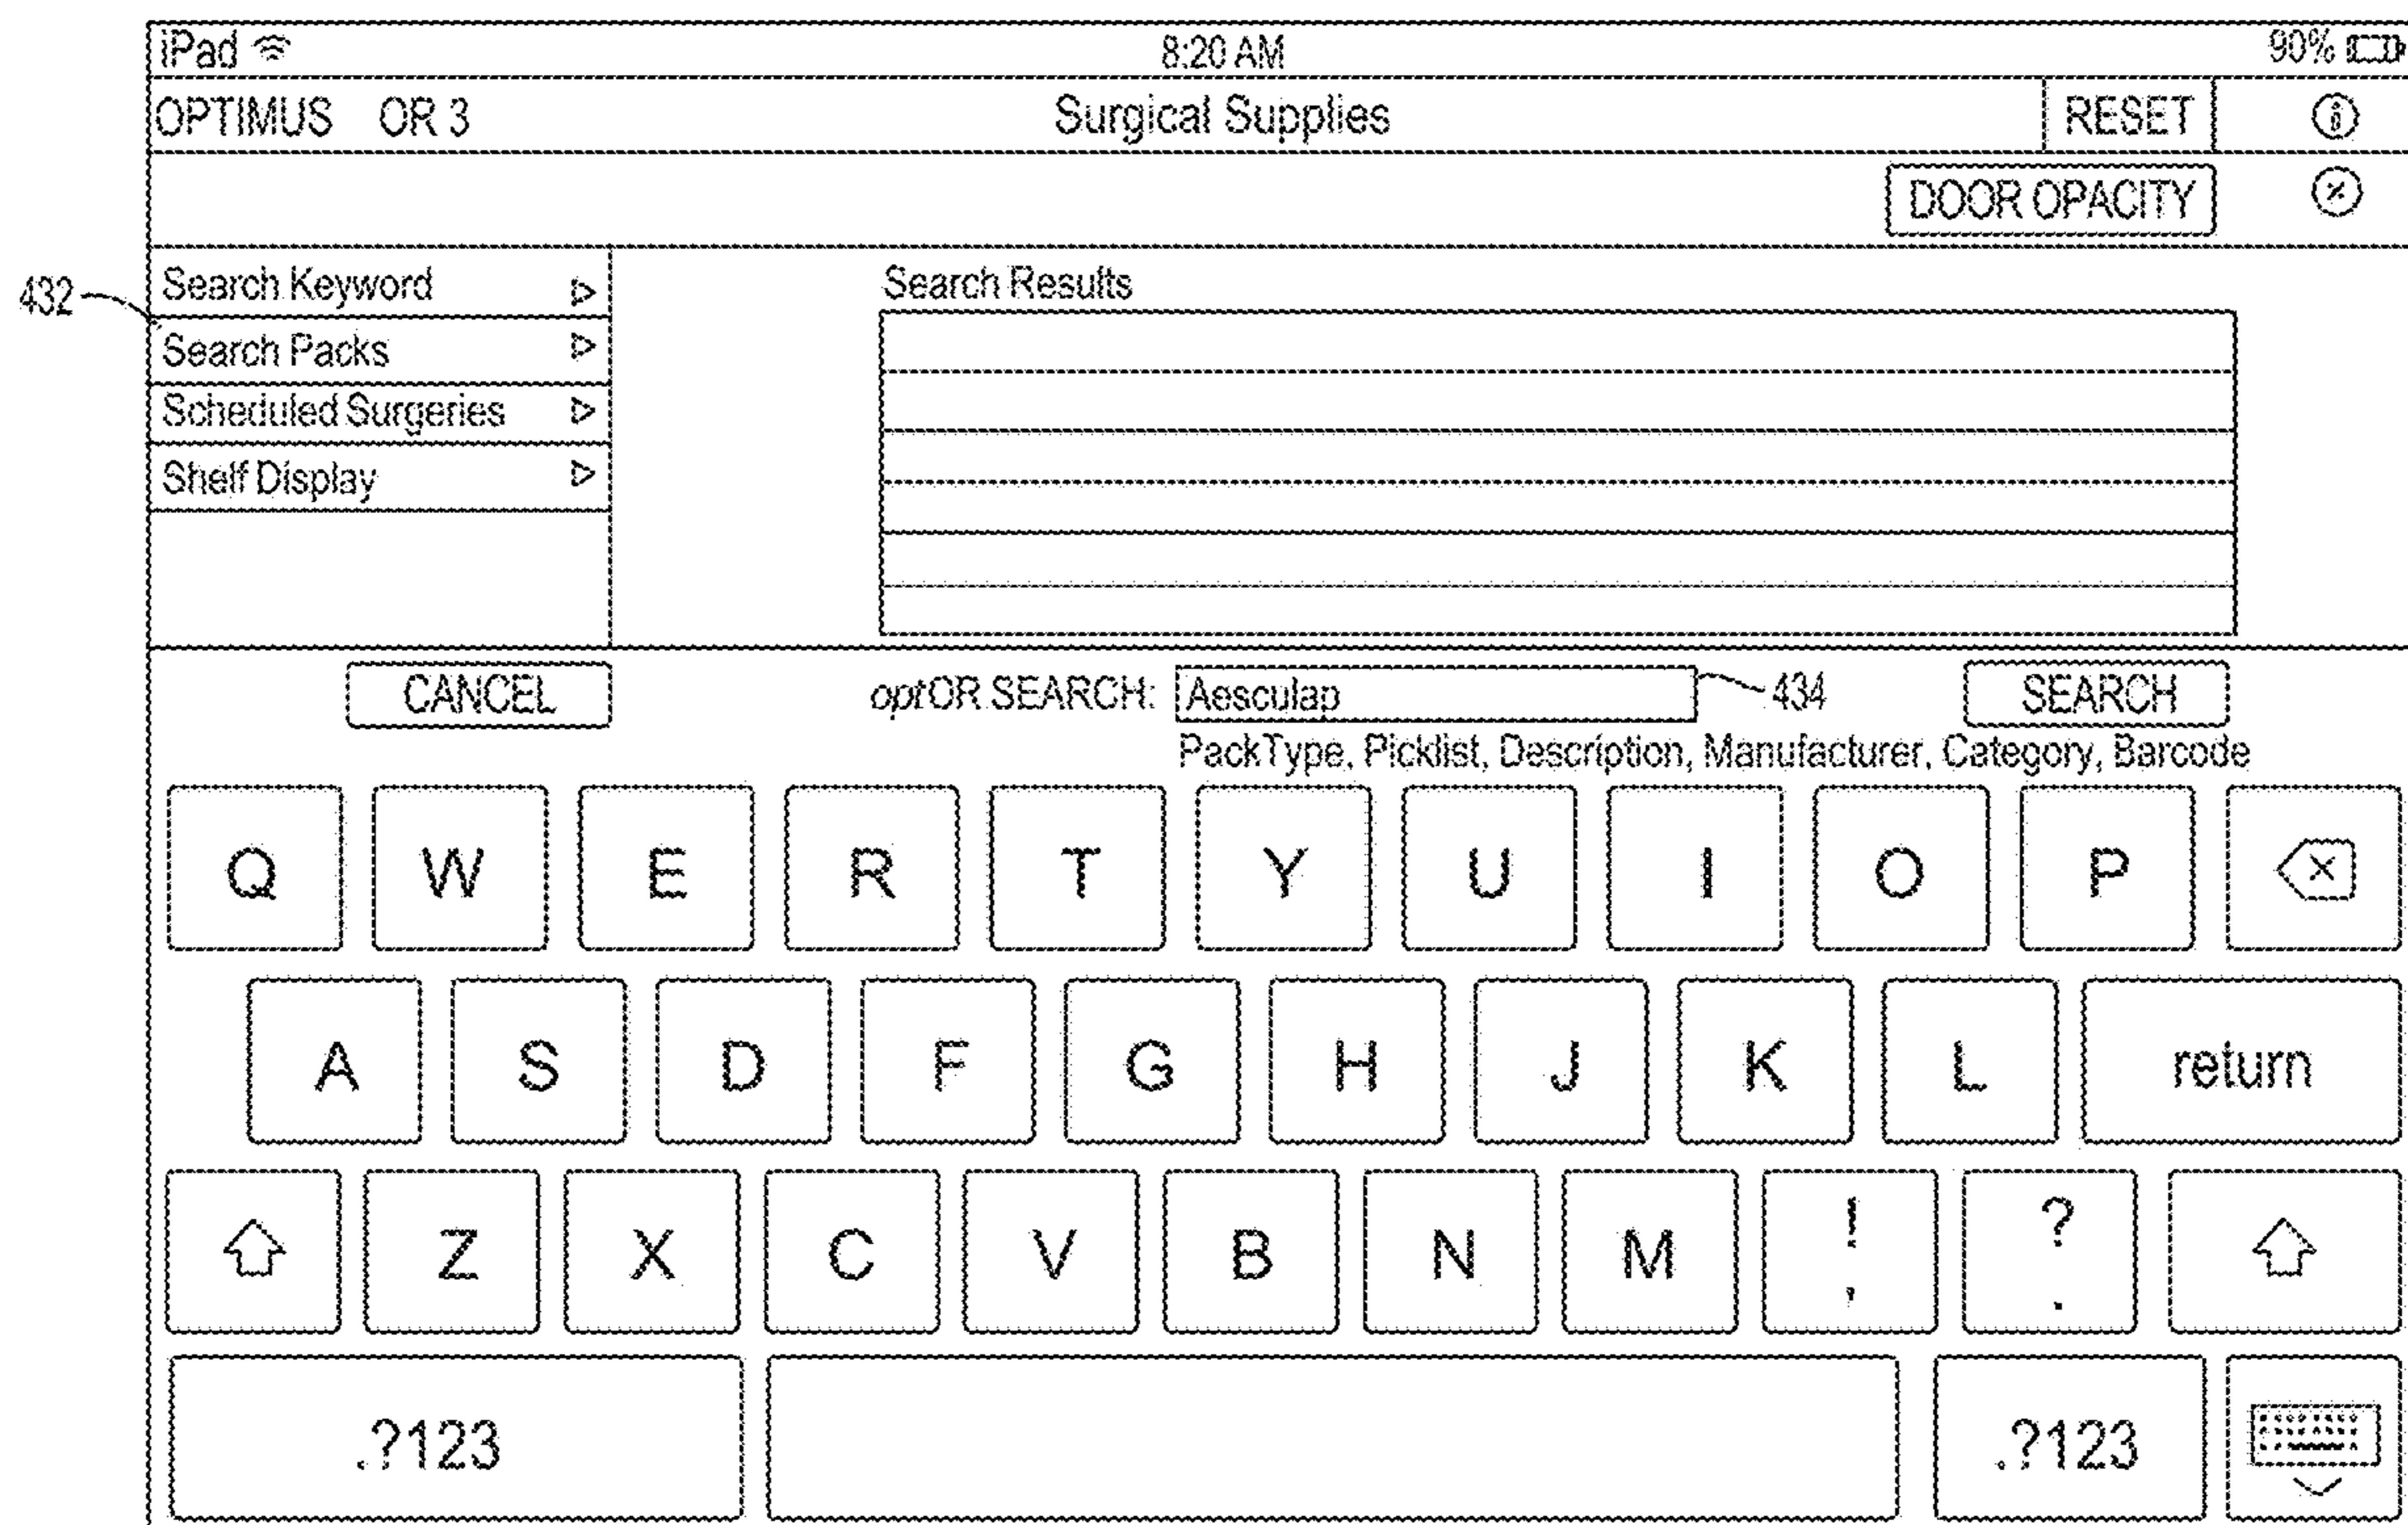 iPad 8:20 AM 90%
OPTIMUS OR 3 Surgical Supplies RESET
DOOR OPACITY
Search Keyword Search Results
432
Search Packs
Scheduled Surgeries
Shelf Display
CANCEL optOR SEARCH: Aesculap 434 SEARCH
PackType, Picklist, Description, Manufacturer, Category, Barcode
Q W E R T Y U I O P
A S D F G H J K L return
Z X C V B N M ! , ? .
.?123 .?123